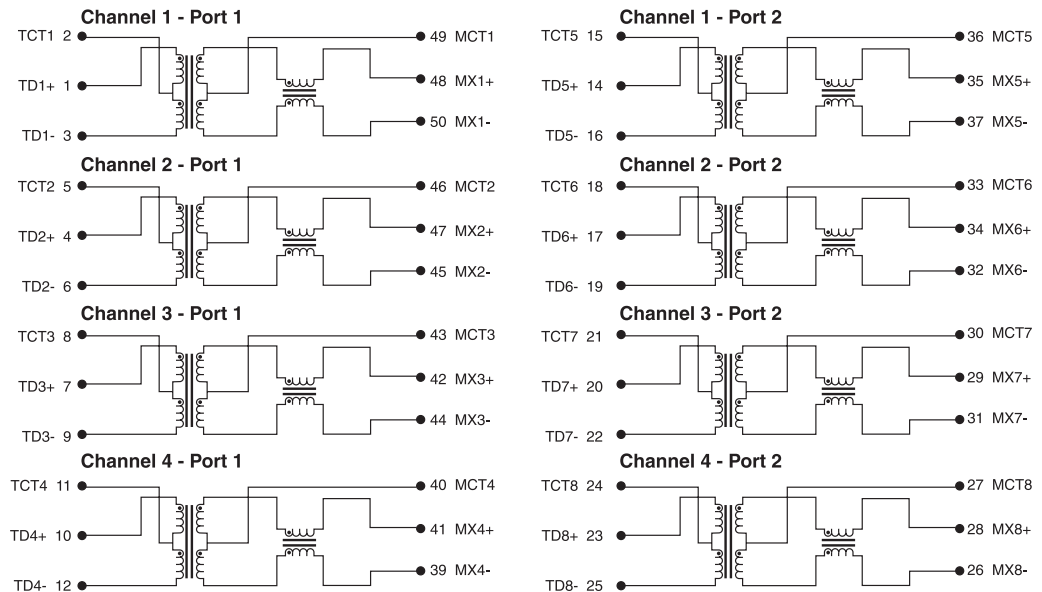 Channel 1 - Port 1
TCT1 2
49 MCT1
TD1+ 1
48 MX1+
50 MX1-
TD1- 3
Channel 2 - Port 1
TCT2 5
46 MCT2
TD2+ 4
47 MX2+
45 MX2-
TD2- 6
Channel 3 - Port 1
TCT3 8
43 MCT3
TD3+ 7
42 MX3+
44 MX3-
TD3- 9
Channel 4 - Port 1
TCT4 11
40 MCT4
TD4+ 10
41 MX4+
39 MX4-
TD4- 12
Channel 1 - Port 2
TCT5 15
36 MCT5
TD5+ 14
35 MX5+
37 MX5-
TD5- 16
Channel 2 - Port 2
TCT6 18
33 MCT6
TD6+ 17
34 MX6+
32 MX6-
TD6- 19
Channel 3 - Port 2
TCT7 21
30 MCT7
TD7+ 20
29 MX7+
31 MX7-
TD7- 22
Channel 4 - Port 2
TCT8 24
27 MCT8
TD8+ 23
28 MX8+
26 MX8-
TD8- 25